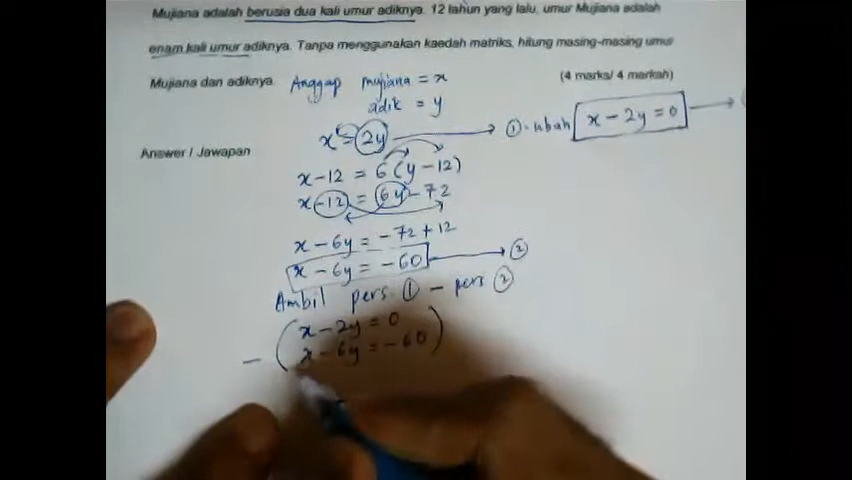 Mujiana adalah berusia dua kali umur adiknya. 12 tahun yang lalu, umur Mujiana adalah
enam kali umur adiknya. Tanpa menggunakan kaedah matriks, hitung masing-masing umur
Mujiana dan adiknya. Anggap mujiana = x (4 marks/ 4 markah)
adik = y
x = 2y ① ubah x - 2y = 0
Answer / Jawapan
x - 12 = 6(y - 12)
x - 12 = 6y - 72
x - 6y = -72 + 12
x - 6y = -60 ②
Ambil pers ① - pers ②
x - 2y = 0
- ( x - 6y = -60 )